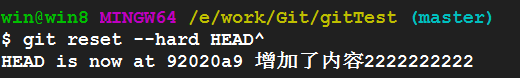 win@win8 MINGW64 /e/work/Git/gitTest (master)
$ git reset --hard HEAD^
HEAD is now at 92020a9 增加了内容2222222222